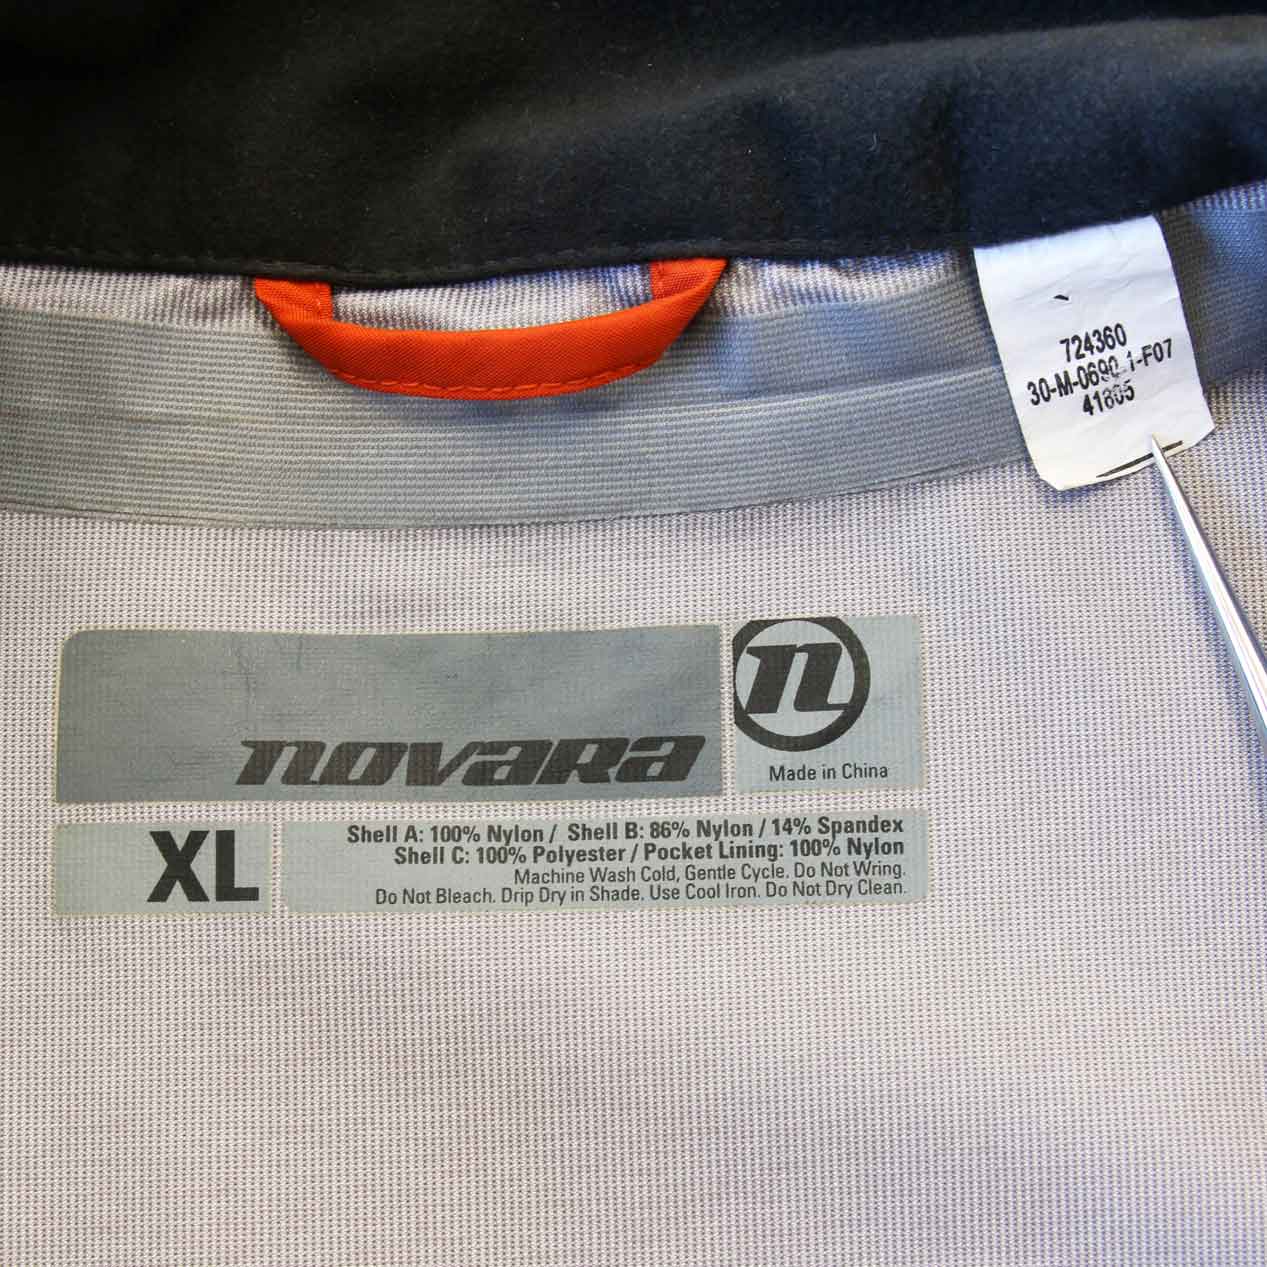 724360
30-M-0690 1-F07
41805
novara
n
Made in China
XL
Shell A: 100% Nylon / Shell B: 86% Nylon / 14% Spandex
Shell C: 100% Polyester / Pocket Lining: 100% Nylon
Machine Wash Cold, Gentle Cycle. Do Not Wring.
Do Not Bleach. Drip Dry in Shade. Use Cool Iron. Do Not Dry Clean.